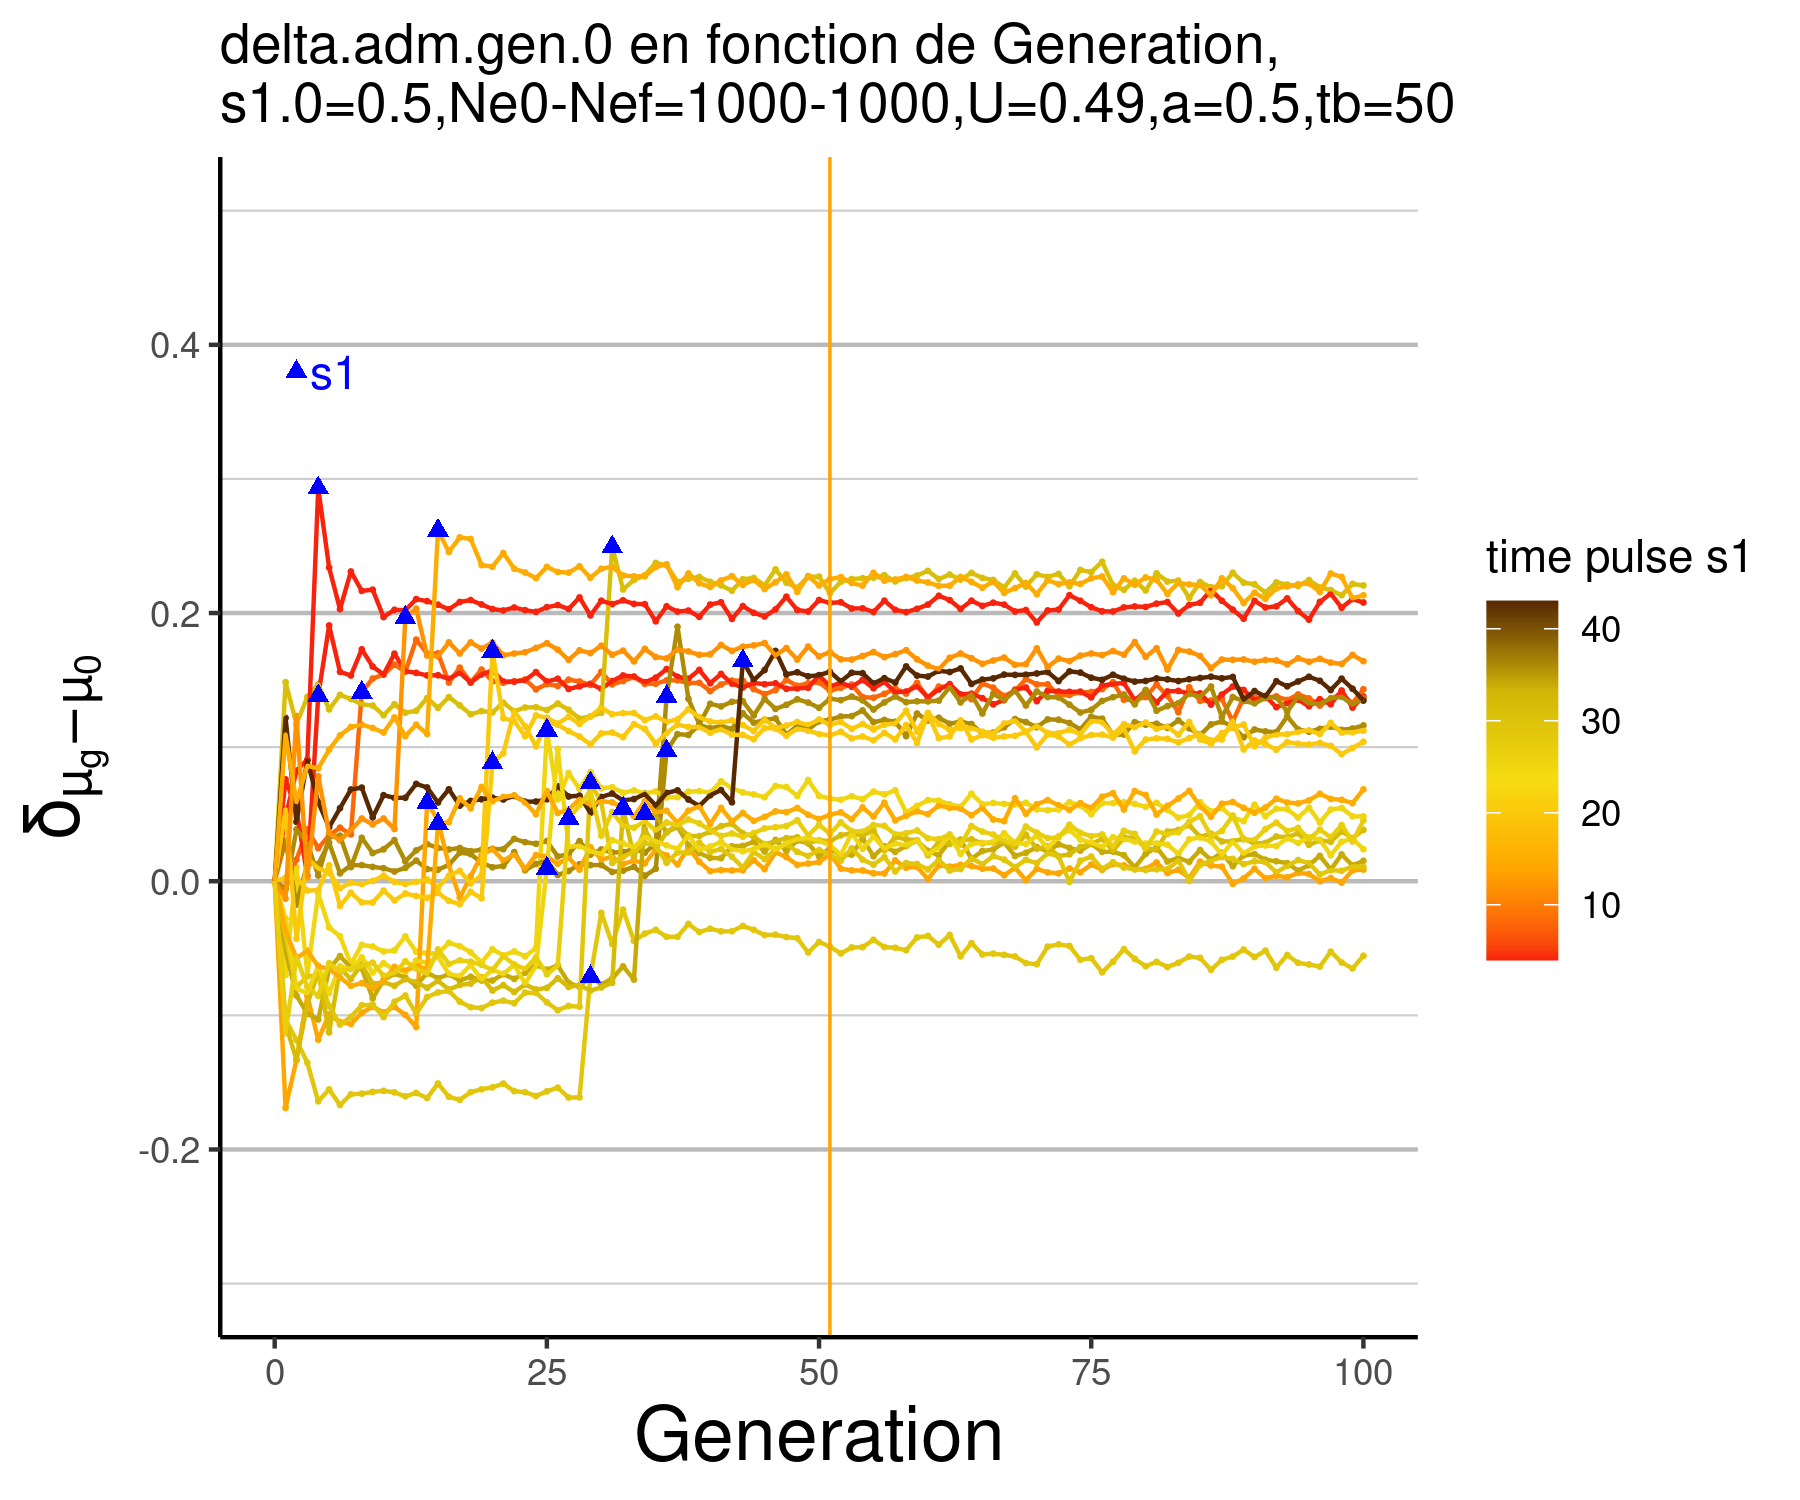 delta.adm.gen.0 en fonction de Generation,
s1.0=0.5,Ne0-Nef=1000-1000,U=0.49,a=0.5,tb=50
δμg−μ0
0.4
0.2
0.0
-0.2
s1
0 25 50 75 100
Generation
time pulse s1
40
30
20
10